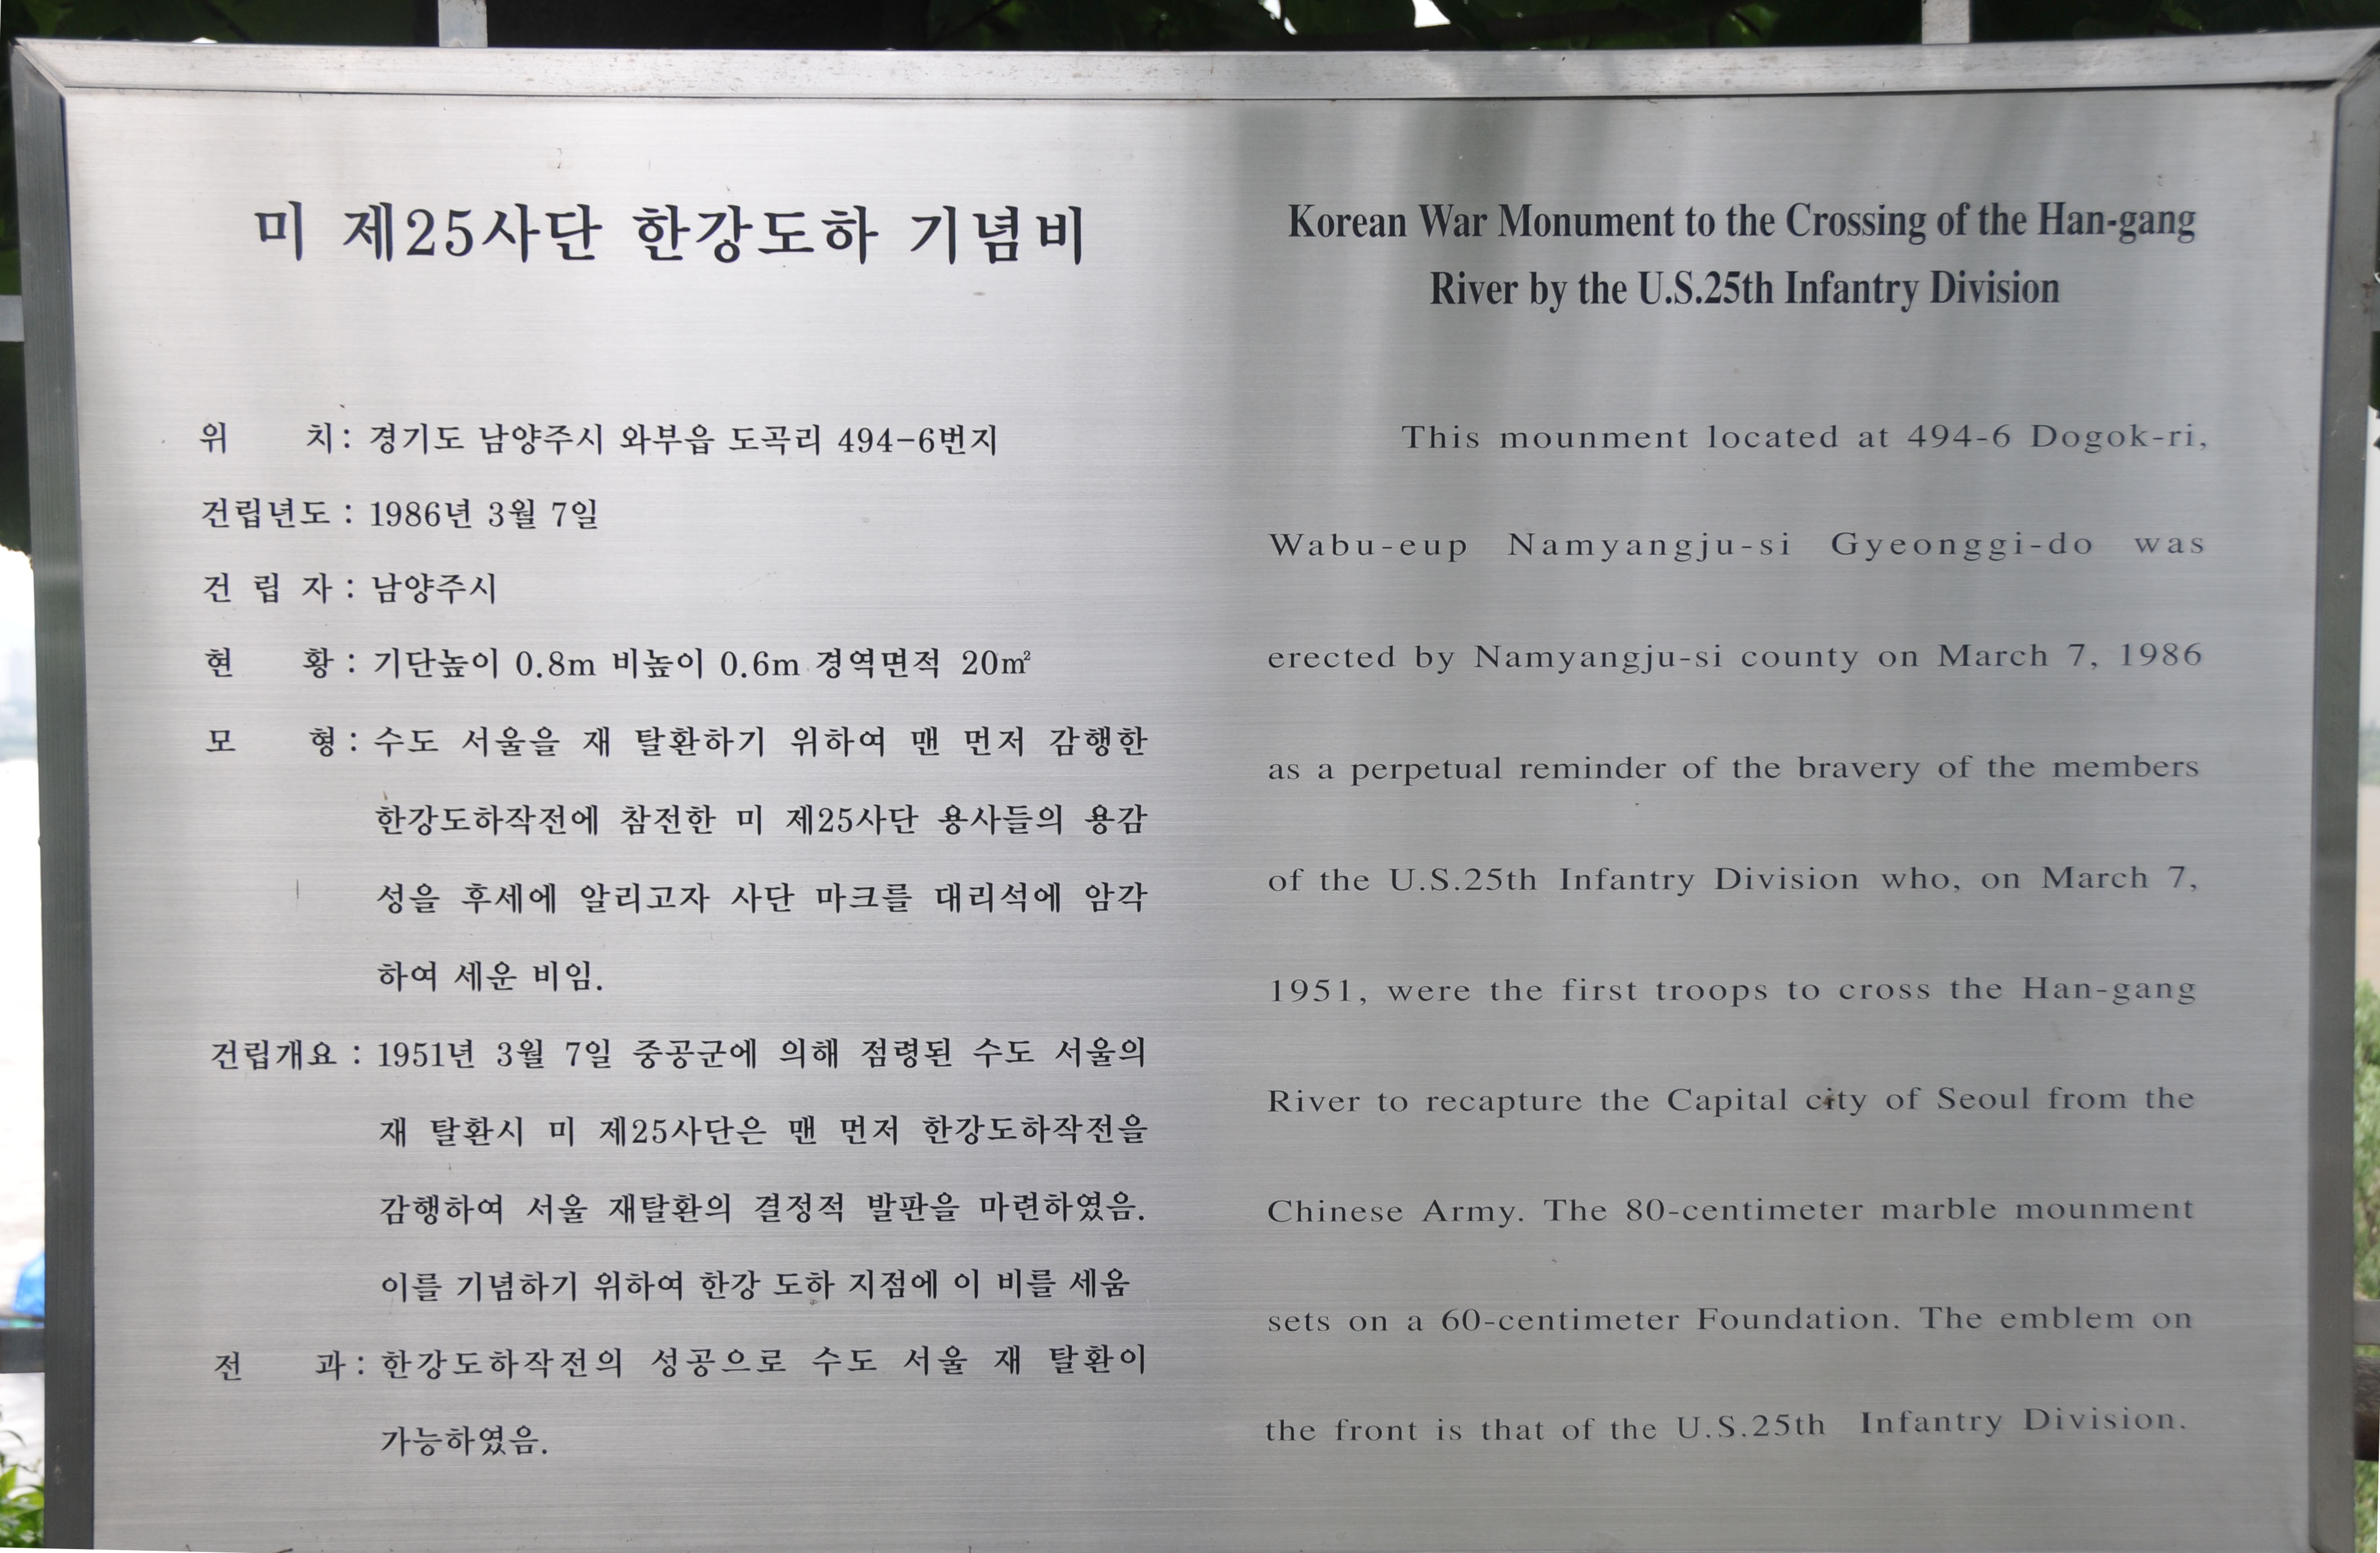 미 제25사단 한강도하 기념비
위 치: 경기도 남양주시 와부읍 도곡리 494-6번지
건립년도 : 1986년 3월 7일
건 립 자 : 남양주시
현 황 : 기단높이 0.8m 비높이 0.6m 경역면적 20㎡
모 형 : 수도 서울을 재 탈환하기 위하여 맨 먼저 감행한
한강도하작전에 참전한 미 제25사단 용사들의 용감
성을 후세에 알리고자 사단 마크를 대리석에 암각
하여 세운 비임.
건립개요 : 1951년 3월 7일 중공군에 의해 점령된 수도 서울의
재 탈환시 미 제25사단은 맨 먼저 한강도하작전을
감행하여 서울 재탈환의 결정적 발판을 마련하였음.
이를 기념하기 위하여 한강 도하 지점에 이 비를 세움
전 과 : 한강도하작전의 성공으로 수도 서울 재 탈환이
가능하였음.
Korean War Monument to the Crossing of the Han-gang
River by the U.S.25th Infantry Division
This mounment located at 494-6 Dogok-ri,
Wabu-eup Namyangju-si Gyeonggi-do was
erected by Namyangju-si county on March 7, 1986
as a perpetual reminder of the bravery of the members
of the U.S.25th Infantry Division who, on March 7,
1951, were the first troops to cross the Han-gang
River to recapture the Capital city of Seoul from the
Chinese Army. The 80-centimeter marble mounment
sets on a 60-centimeter Foundation. The emblem on
the front is that of the U.S.25th Infantry Division.